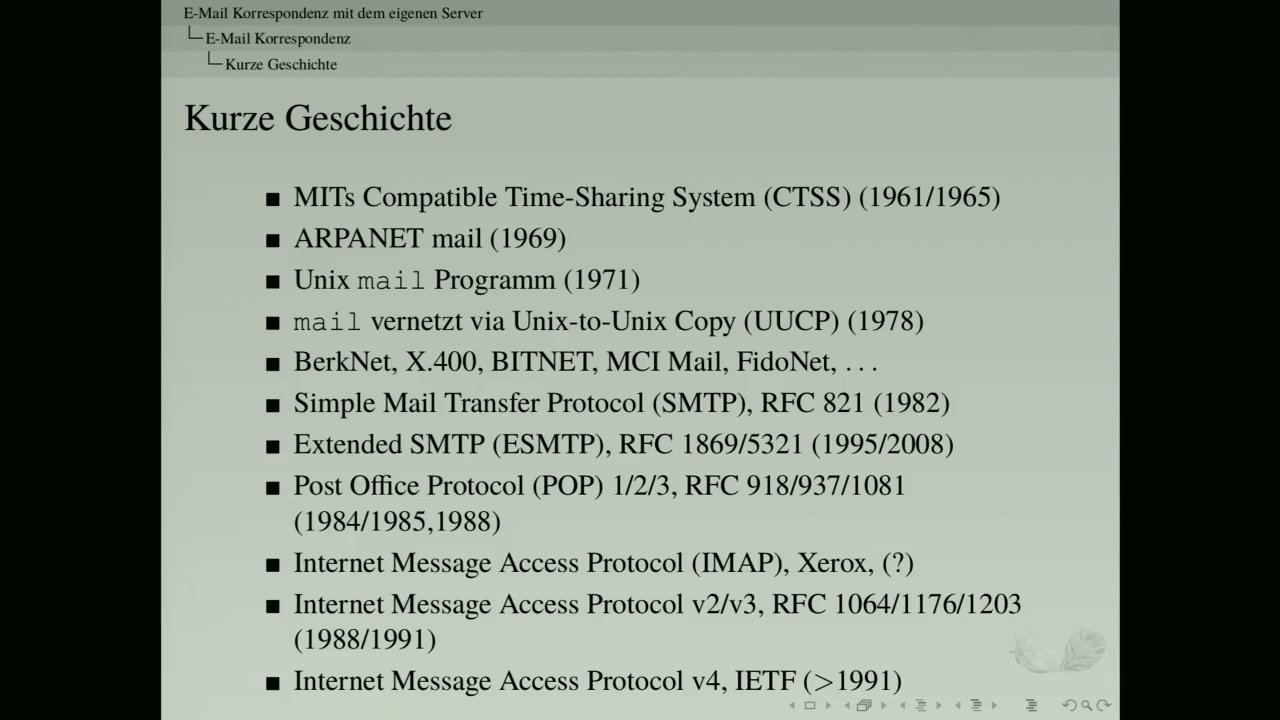 E-Mail Korrespondenz mit dem eigenen Server
E-Mail Korrespondenz
Kurze Geschichte
Kurze Geschichte
■ MITs Compatible Time-Sharing System (CTSS) (1961/1965)
■ ARPANET mail (1969)
■ Unix mail Programm (1971)
■ mail vernetzt via Unix-to-Unix Copy (UUCP) (1978)
■ BerkNet, X.400, BITNET, MCI Mail, FidoNet, . . .
■ Simple Mail Transfer Protocol (SMTP), RFC 821 (1982)
■ Extended SMTP (ESMTP), RFC 1869/5321 (1995/2008)
■ Post Office Protocol (POP) 1/2/3, RFC 918/937/1081
(1984/1985,1988)
■ Internet Message Access Protocol (IMAP), Xerox, (?)
■ Internet Message Access Protocol v2/v3, RFC 1064/1176/1203
(1988/1991)
■ Internet Message Access Protocol v4, IETF (>1991)